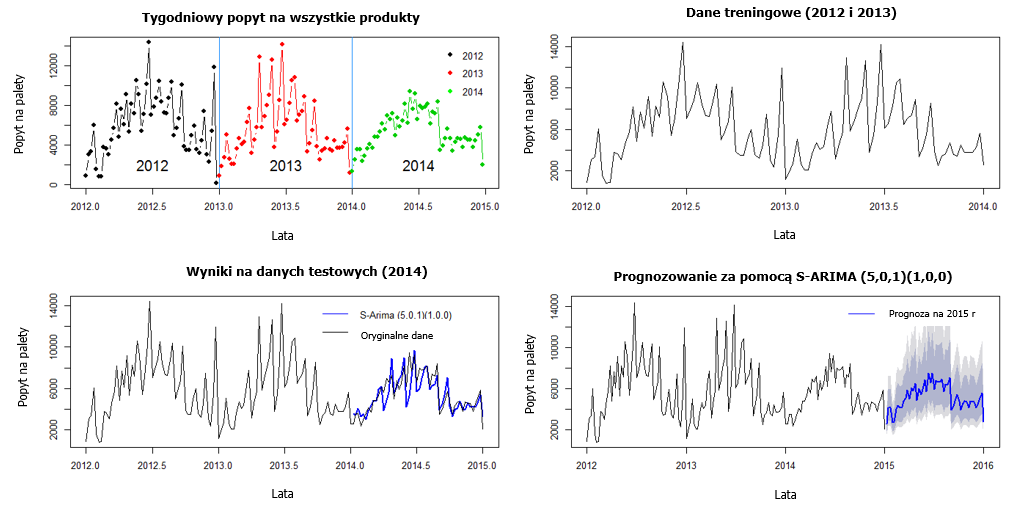 Tygodniowy popyt na wszystkie produkty
Popyt na palety
0 4000 8000 12000
2012
2013
2014
2012
2013
2014
2012.0 2012.5 2013.0 2013.5 2014.0 2014.5 2015.0
Lata
Dane treningowe (2012 i 2013)
Popyt na palety
2000 6000 10000 14000
2012.0 2012.5 2013.0 2013.5 2014.0
Lata
Wyniki na danych testowych (2014)
Popyt na palety
2000 6000 10000 14000
S-Arima (5.0.1)(1.0.0)
Oryginalne dane
2012.0 2012.5 2013.0 2013.5 2014.0 2014.5 2015.0
Lata
Prognozowanie za pomocą S-ARIMA (5,0,1)(1,0,0)
Popyt na palety
2000 6000 10000 14000
Prognoza na 2015 r
2012 2013 2014 2015 2016
Lata